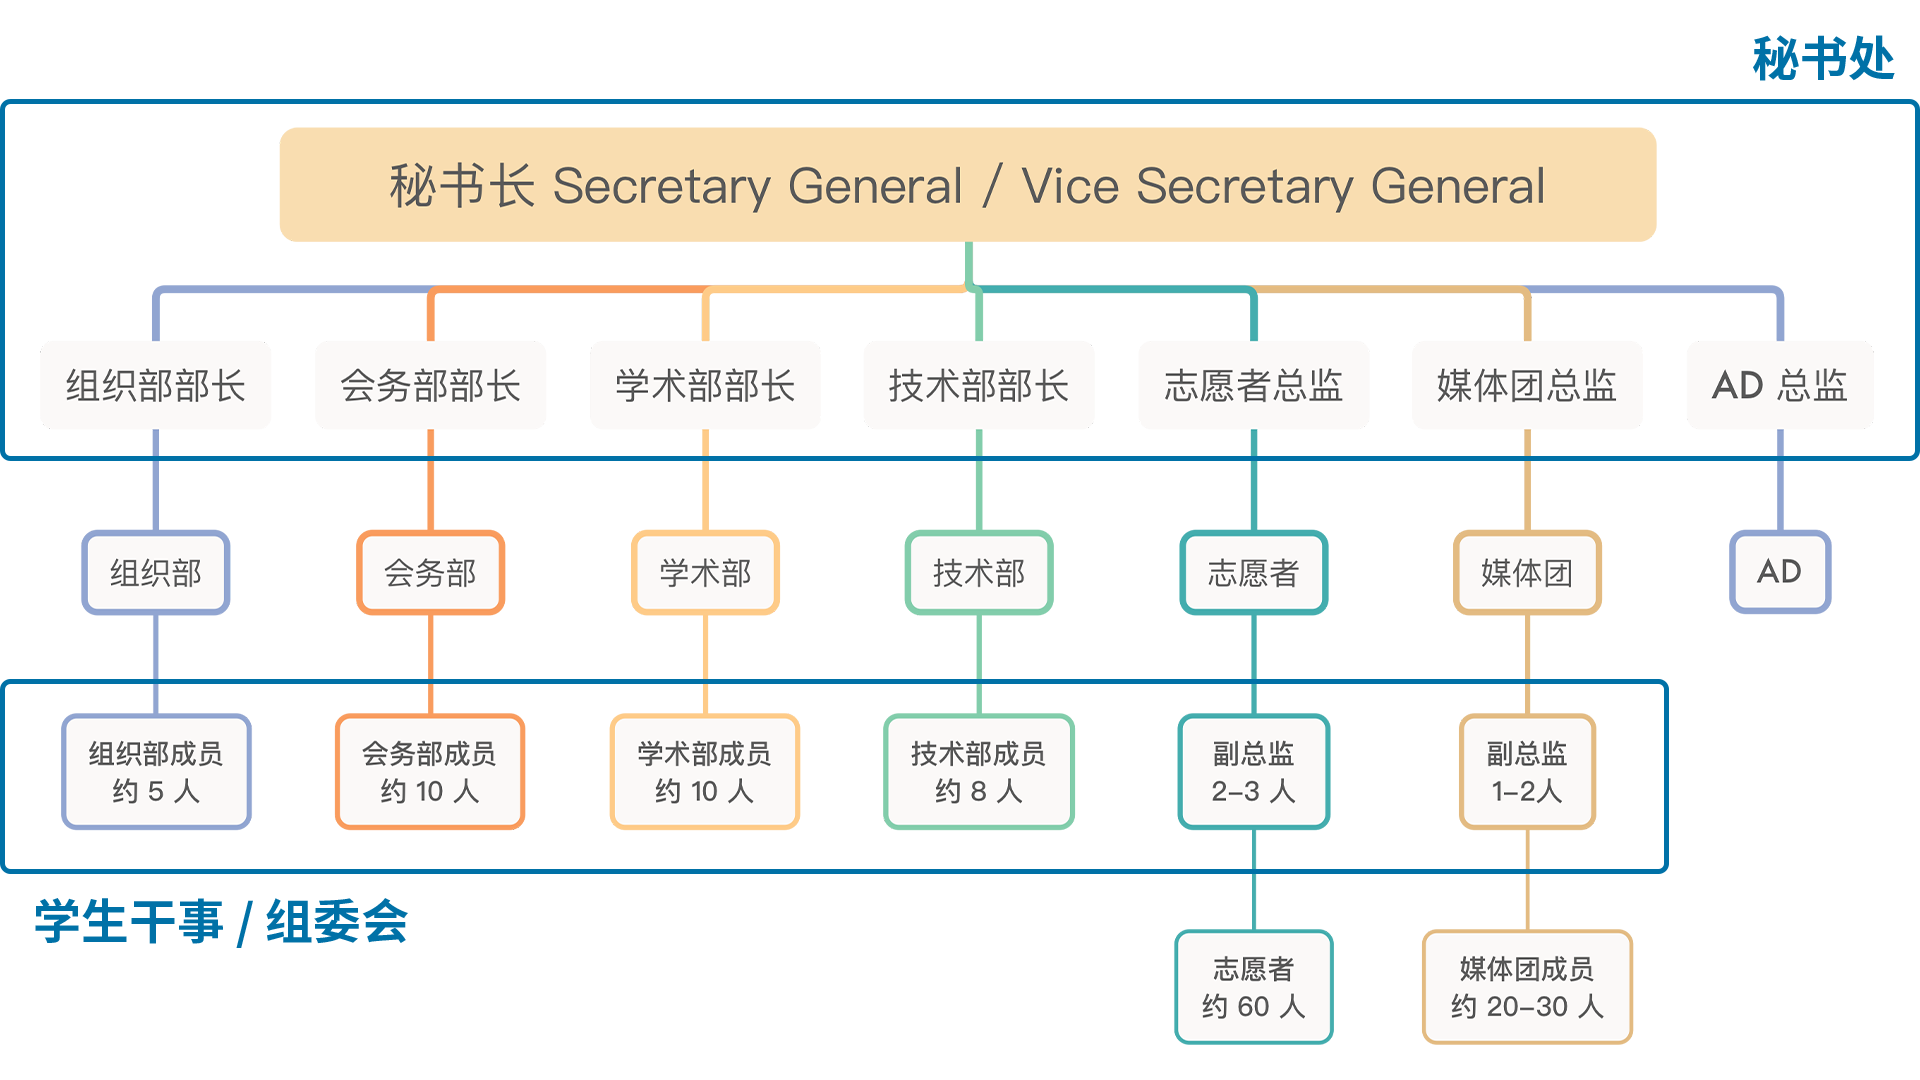 秘书处
秘书长 Secretary General / Vice Secretary General
组织部部长
会务部部长
学术部部长
技术部部长
志愿者总监
媒体团总监
AD 总监
组织部
会务部
学术部
技术部
志愿者
媒体团
AD
组织部成员
约 5 人
会务部成员
约 10 人
学术部成员
约 10 人
技术部成员
约 8 人
副总监
2–3 人
副总监
1–2人
学生干事 / 组委会
志愿者
约 60 人
媒体团成员
约 20–30 人